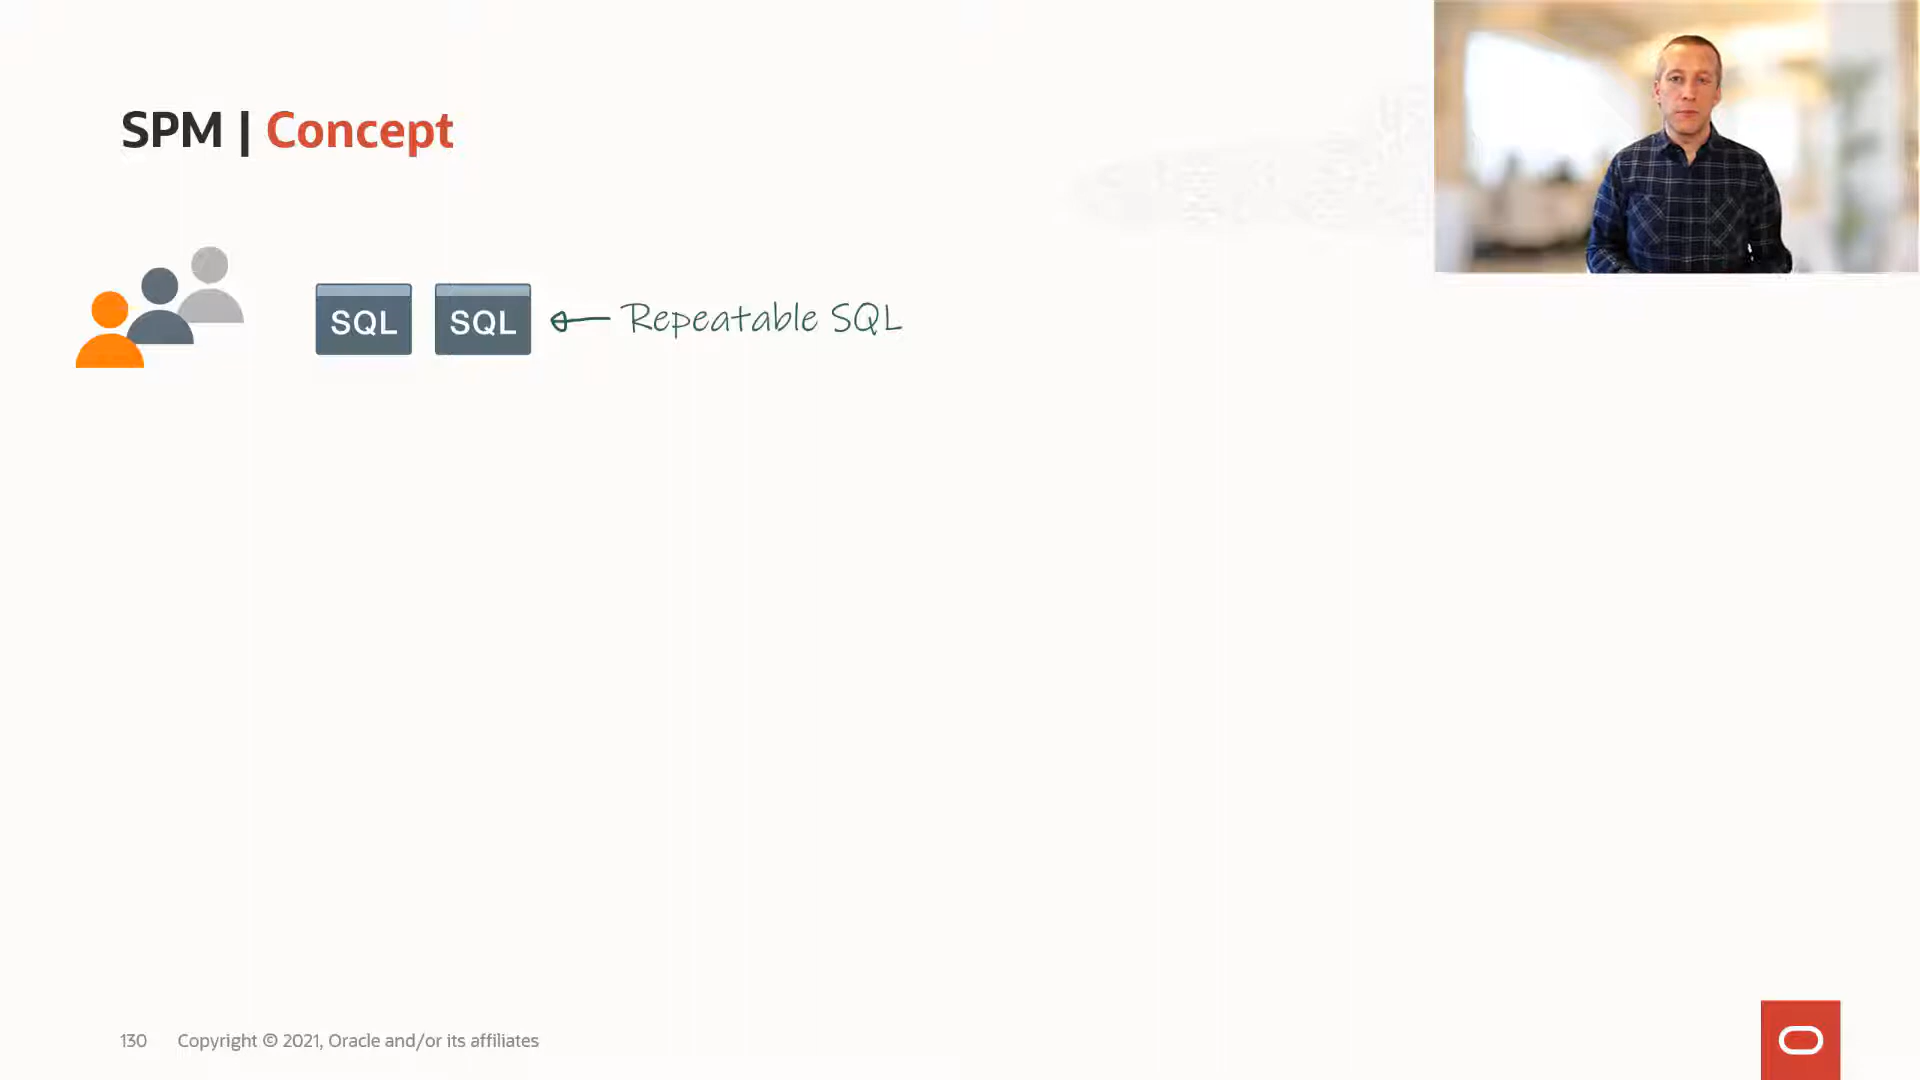 SPM | Concept
SQL SQL Repeatable SQL
130 Copyright © 2021, Oracle and/or its affiliates